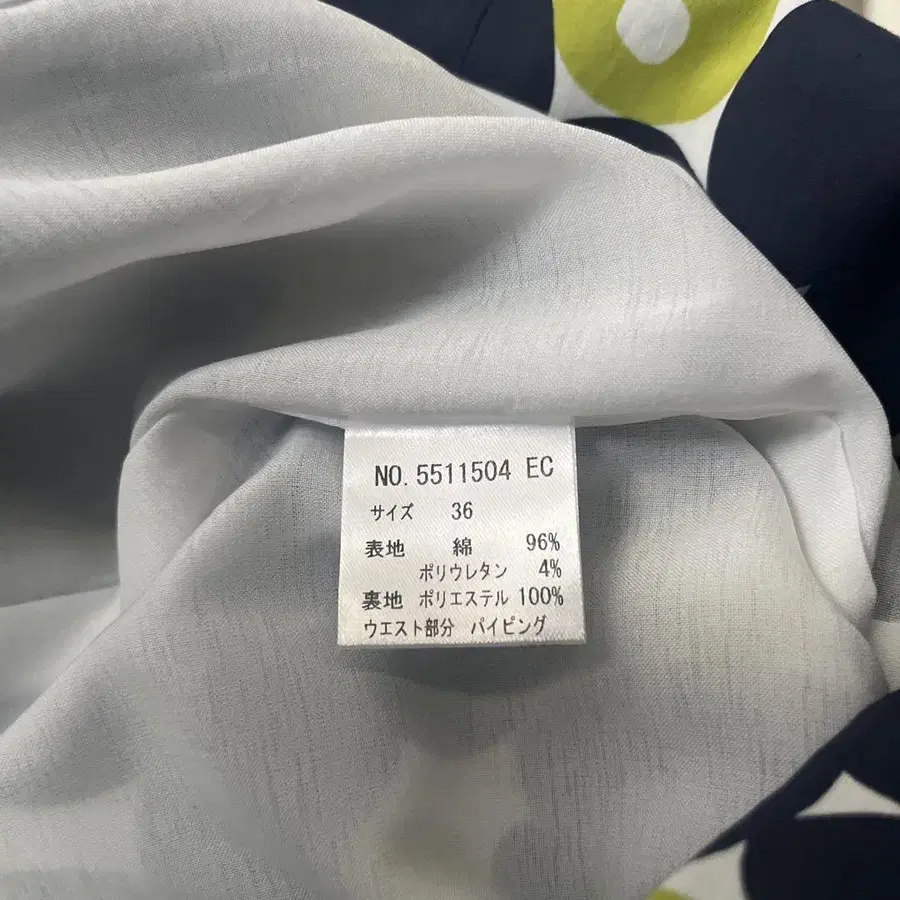 NO. 5511504 EC
サイズ 36
表地 綿 96%
ポリウレタン 4%
裏地 ポリエステル 100%
ウエスト部分 パイピング